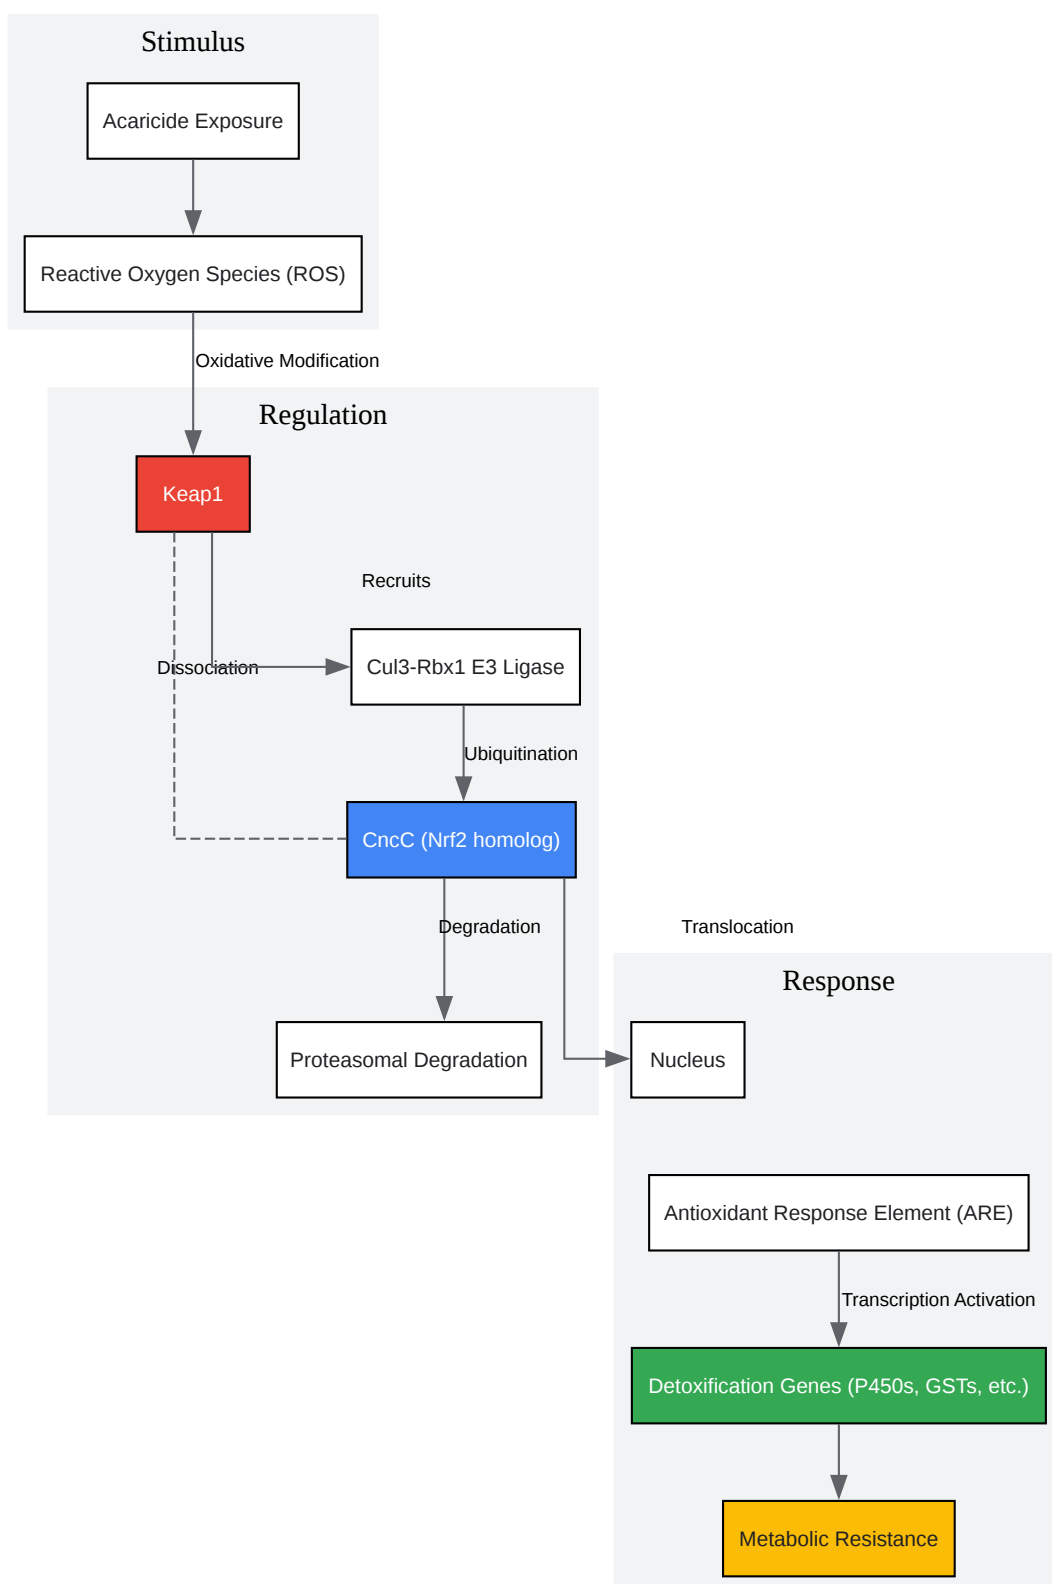 Stimulus
Acaricide Exposure
Reactive Oxygen Species (ROS)
Oxidative Modification
Regulation
Keap1
Recruits
Dissociation
Cul3-Rbx1 E3 Ligase
Ubiquitination
CncC (Nrf2 homolog)
Degradation
Translocation
Response
Proteasomal Degradation
Nucleus
Antioxidant Response Element (ARE)
Transcription Activation
Detoxification Genes (P450s, GSTs, etc.)
Metabolic Resistance